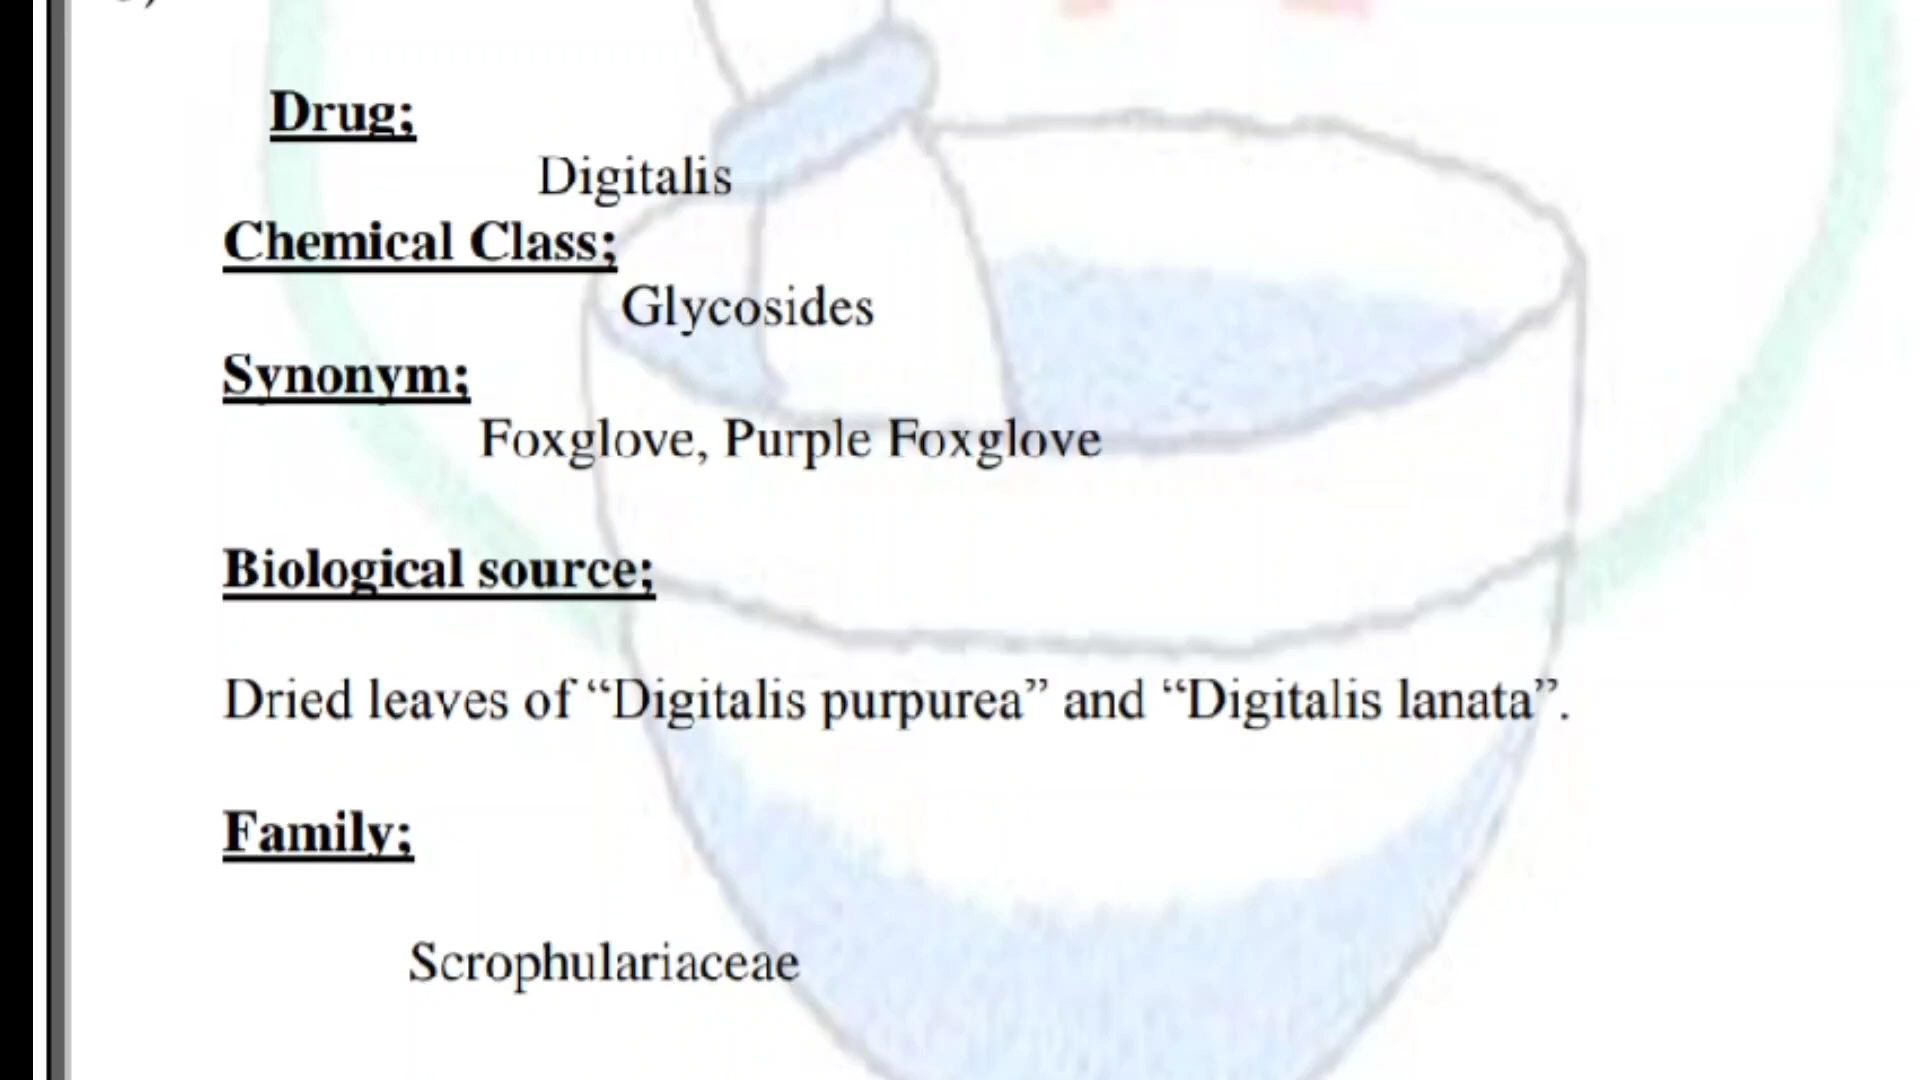 Drug;
Digitalis
Chemical Class;
Glycosides
Synonym;
Foxglove, Purple Foxglove
Biological source;
Dried leaves of “Digitalis purpurea” and “Digitalis lanata”.
Family;
Scrophulariaceae